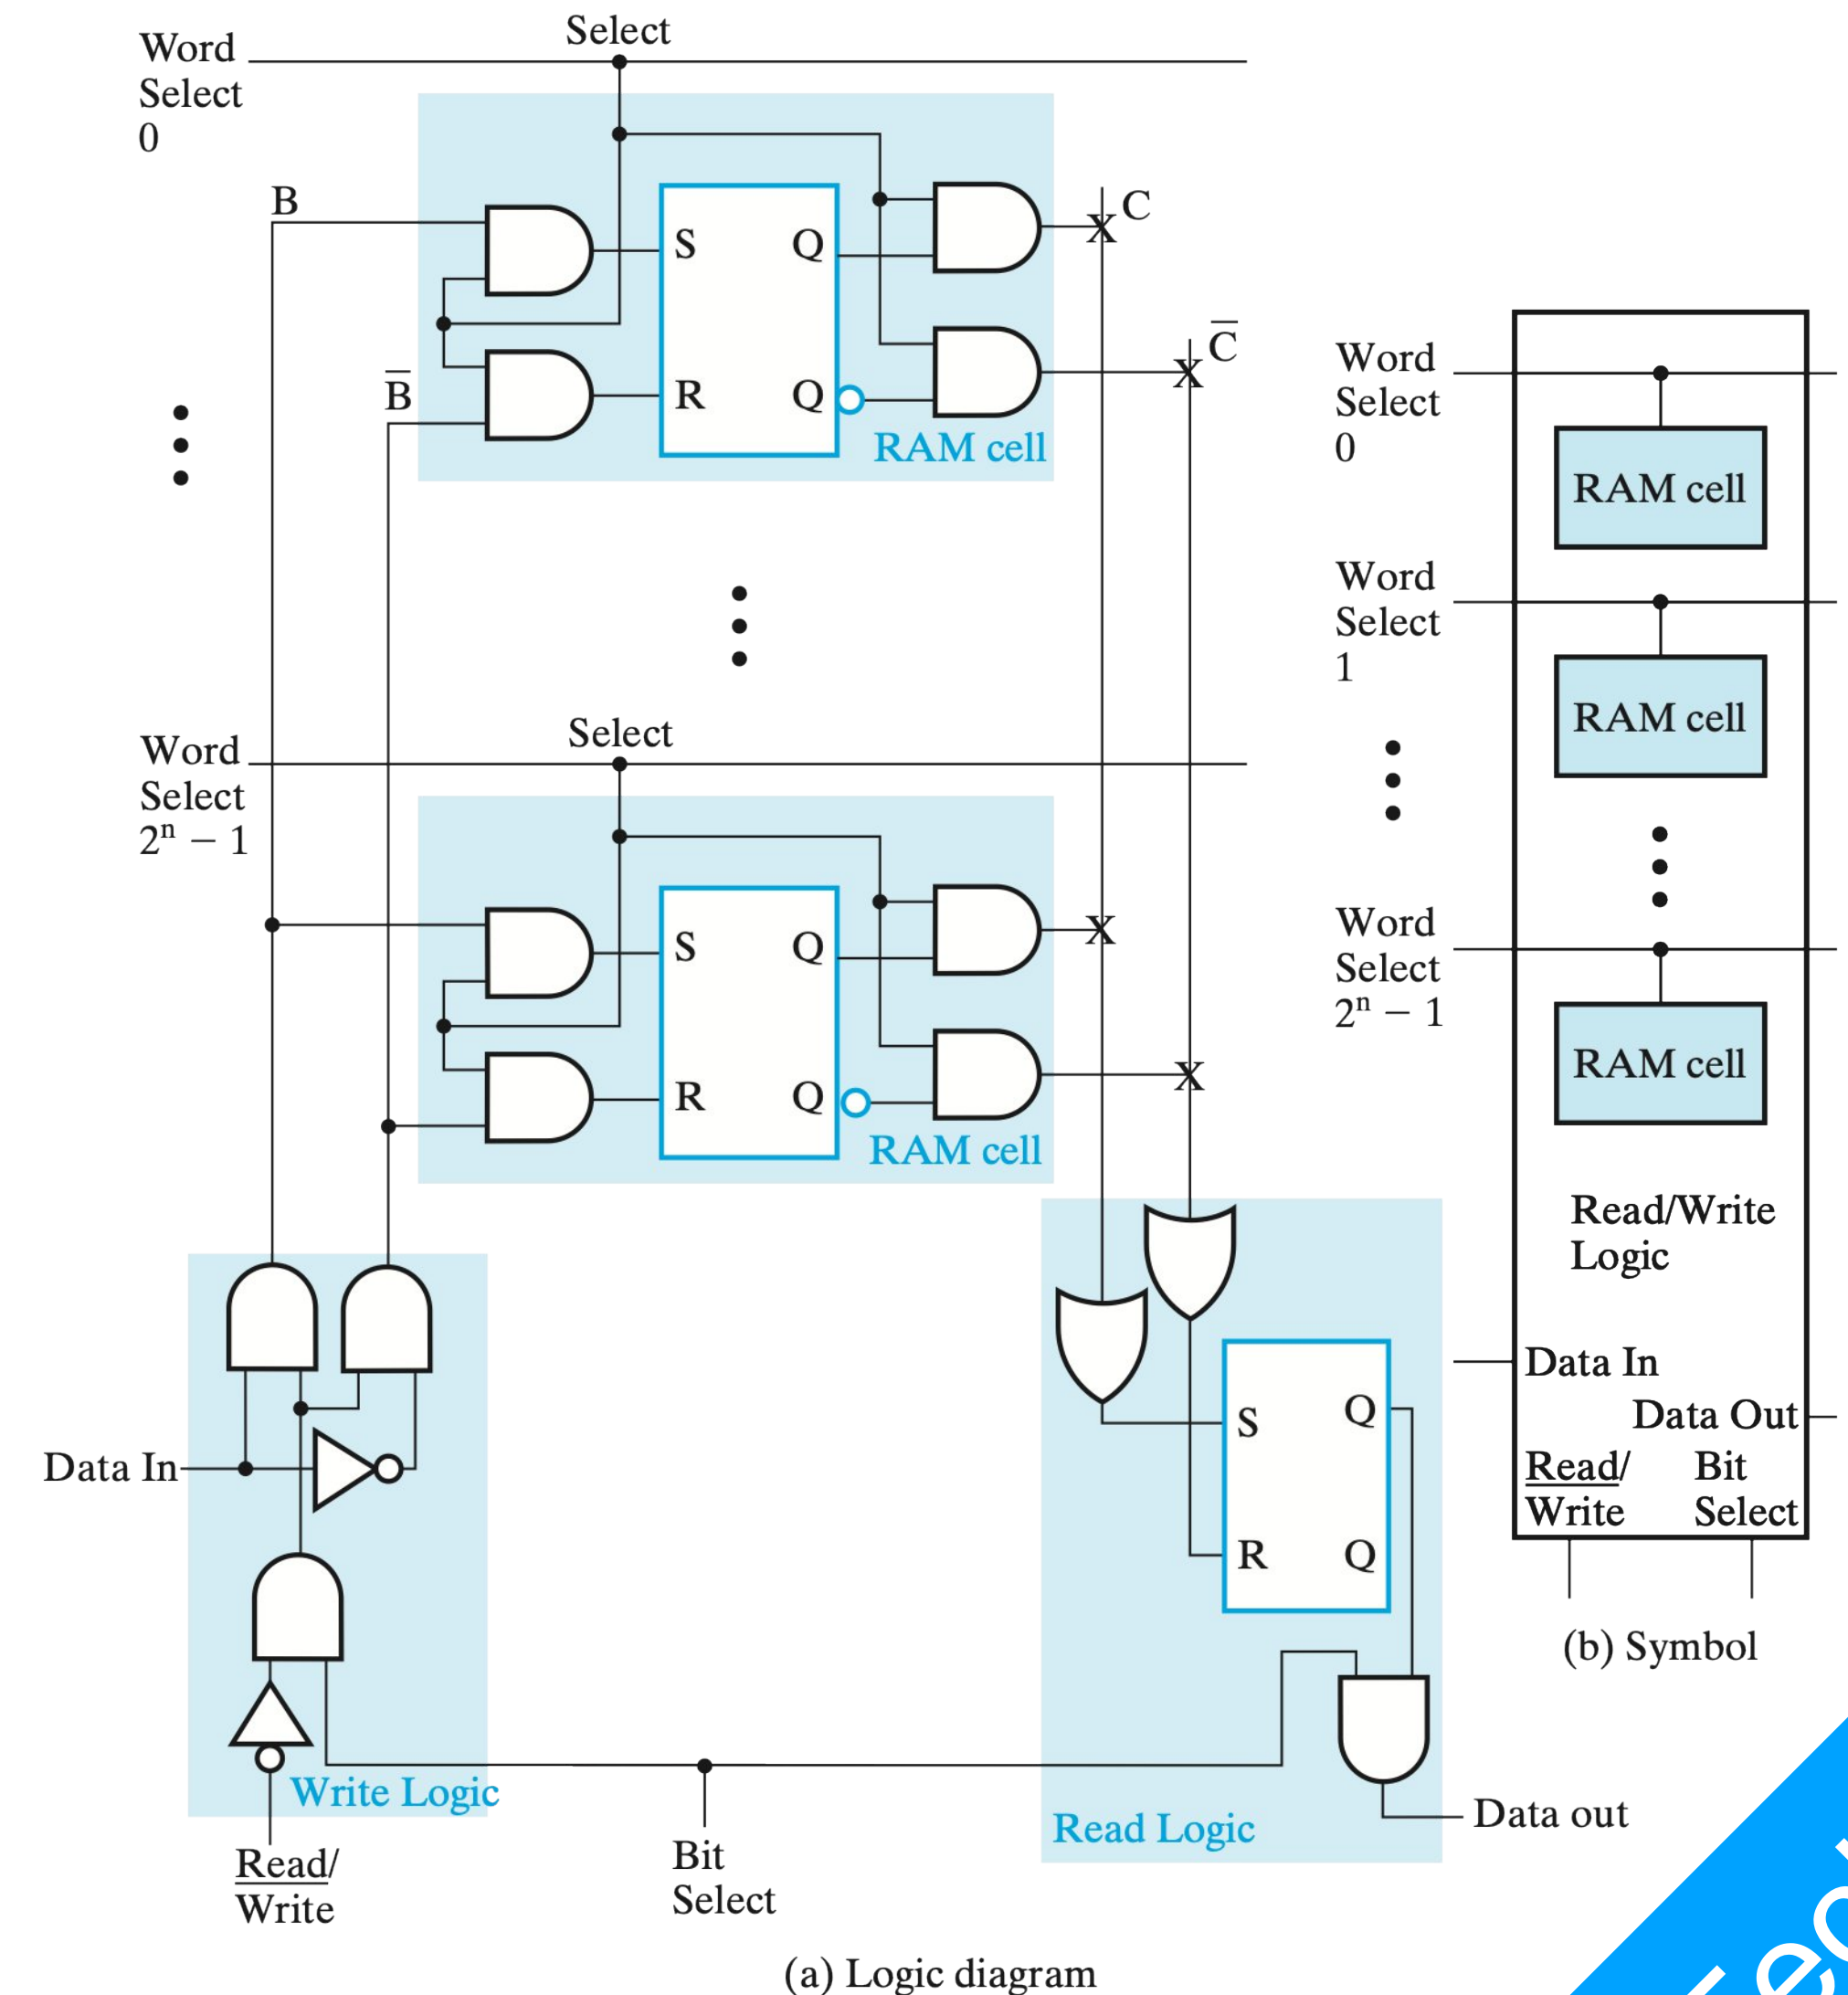 Select
Word
Select
0
B
S
Q
C
B̅
R
Q
C̅
RAM cell
Select
Word
Select
2ⁿ − 1
S
Q
R
Q
RAM cell
Data In
Write Logic
Read/
Write
Bit
Select
S
Q
R
Q
Read Logic
Data out
(a) Logic diagram
Word
Select
0
RAM cell
Word
Select
1
RAM cell
Word
Select
2ⁿ − 1
RAM cell
Read/Write
Logic
Data In
Data Out
Read/
Write
Bit
Select
(b) Symbol